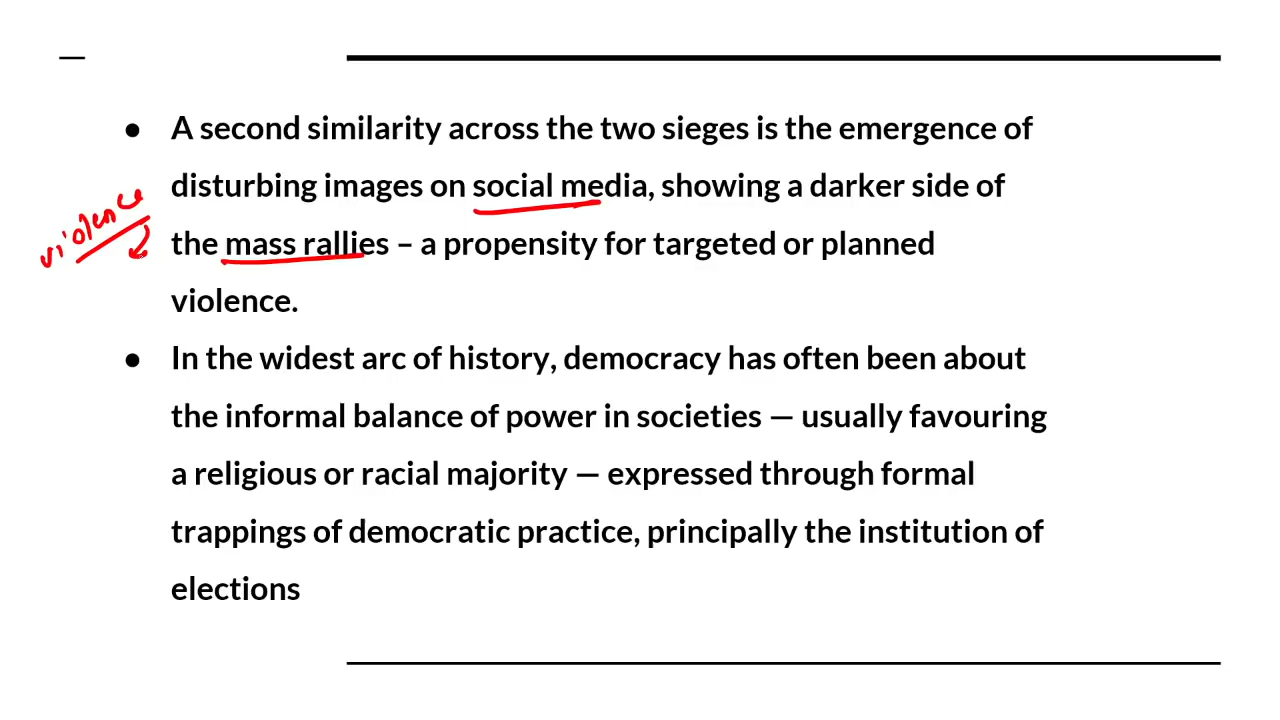 ● A second similarity across the two sieges is the emergence of
disturbing images on social media, showing a darker side of
violence
the mass rallies – a propensity for targeted or planned
violence.
● In the widest arc of history, democracy has often been about
the informal balance of power in societies — usually favouring
a religious or racial majority — expressed through formal
trappings of democratic practice, principally the institution of
elections